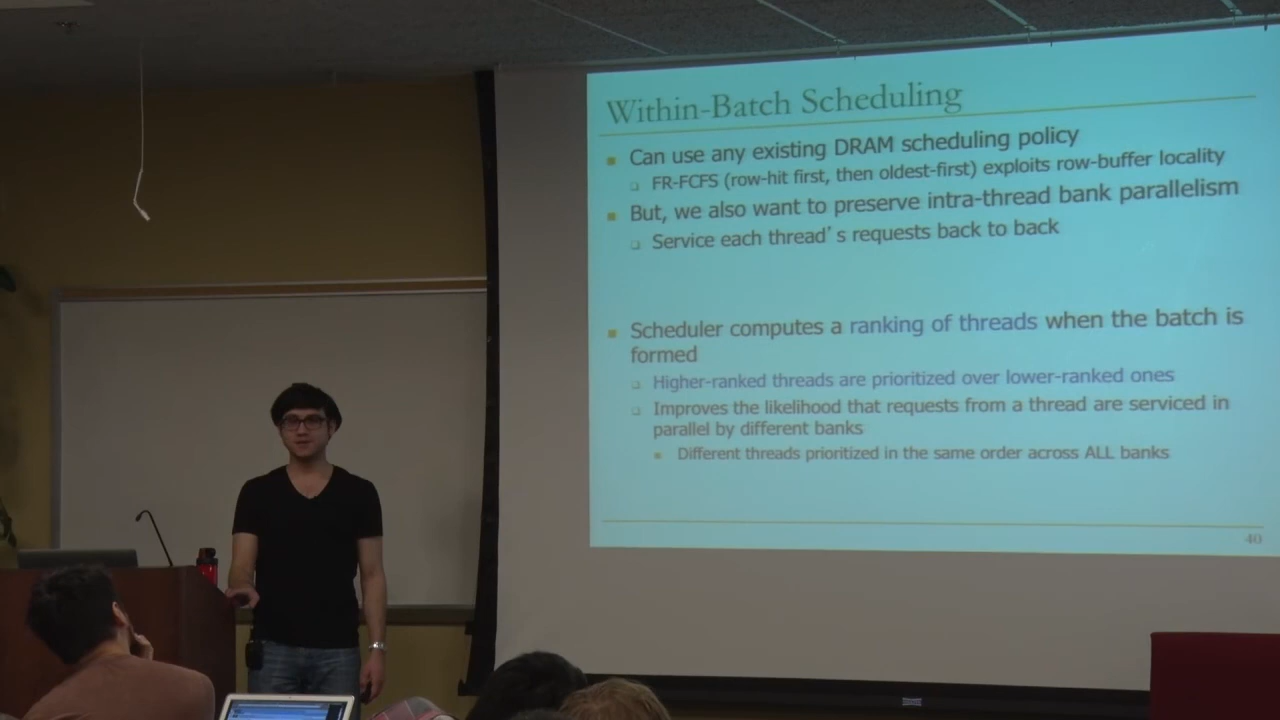 Within-Batch Scheduling
Can use any existing DRAM scheduling policy
FR-FCFS (row-hit first, then oldest-first) exploits row-buffer locality
But, we also want to preserve intra-thread bank parallelism
Service each thread's requests back to back
Scheduler computes a ranking of threads when the batch is
formed
Higher-ranked threads are prioritized over lower-ranked ones
Improves the likelihood that requests from a thread are serviced in
parallel by different banks
Different threads prioritized in the same order across ALL banks
40